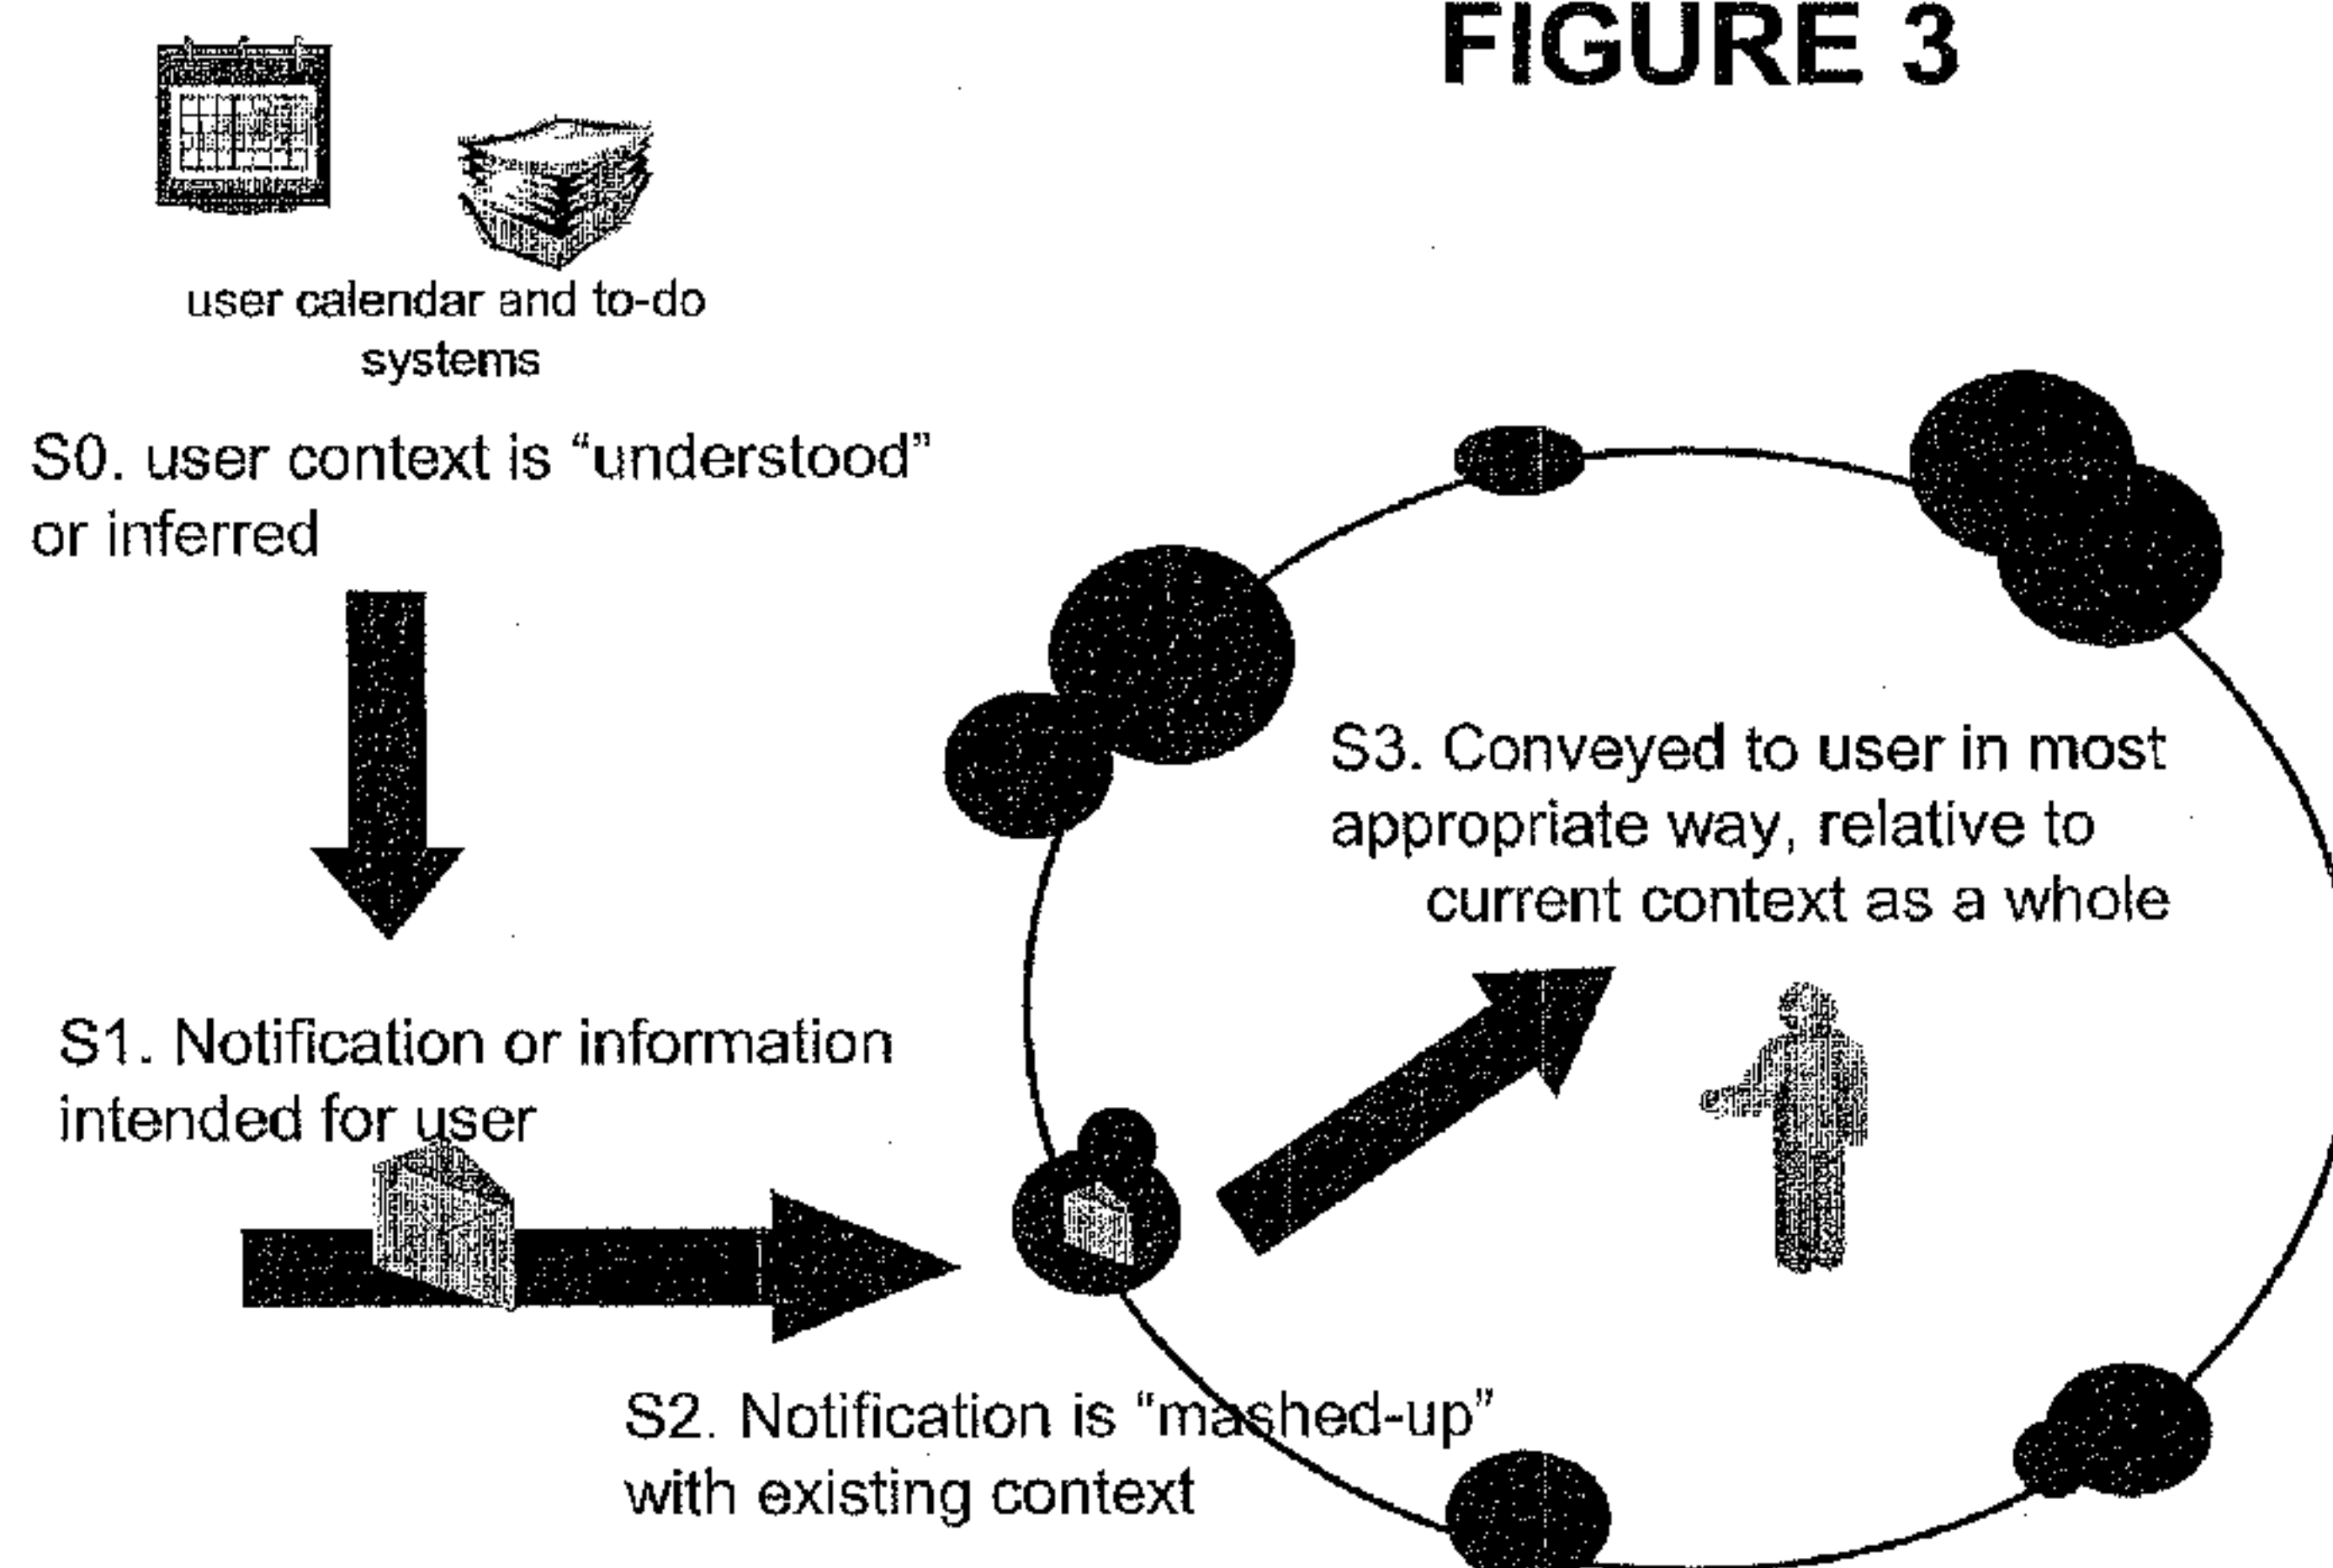 FIGURE 3
user calendar and to-do
systems
S0. user context is “understood”
or inferred
S3. Conveyed to user in most
appropriate way, relative to
current context as a whole
S1. Notification or information
intended for user
S2. Notification is “mashed-up”
with existing context